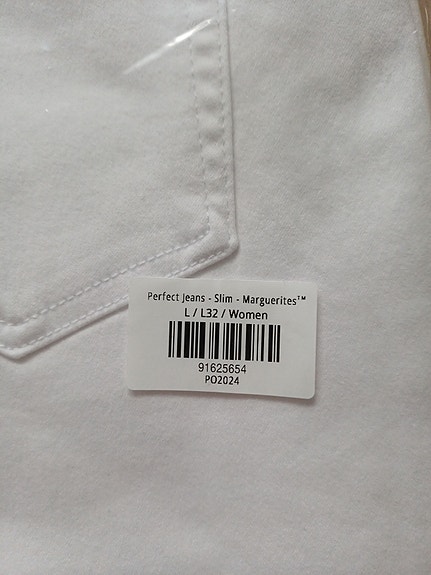 Perfect Jeans - Slim - Marguerites™
L / L32 / Women
91625654
PO2024